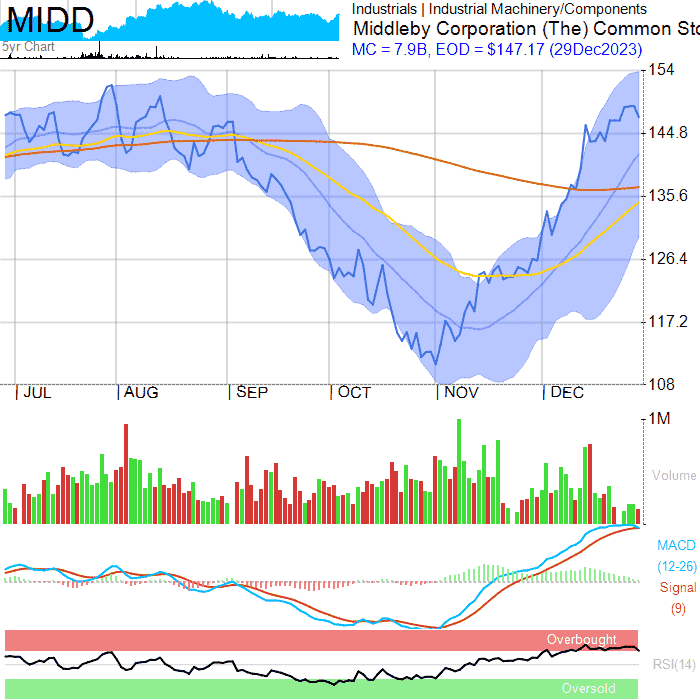 MIDD
5yr Chart
Industrials | Industrial Machinery/Components
Middleby Corporation (The) Common Sto
MC = 7.9B, EOD = $147.17 (29Dec2023)
154
144.8
135.6
126.4
117.2
108
JUL AUG SEP OCT NOV DEC
1M
Volume
MACD
(12-26)
Signal
(9)
Overbought
RSI(14)
Oversold